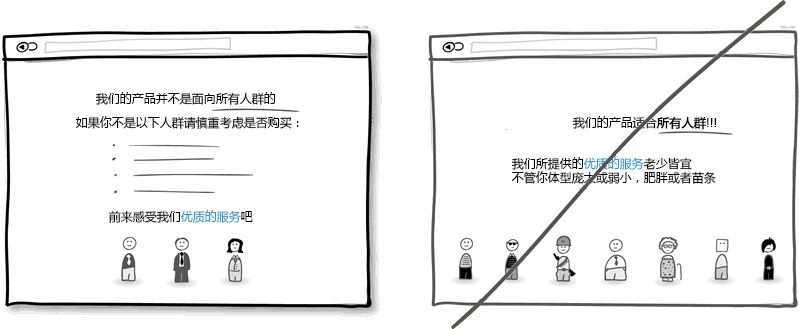 我们的产品并不是面向所有人群的
如果你不是以下人群请慎重考虑是否购买：
前来感受我们优质的服务吧
我们的产品适合所有人群!!!
我们所提供的优质的服务老少皆宜
不管你体型庞大或弱小，肥胖或者苗条